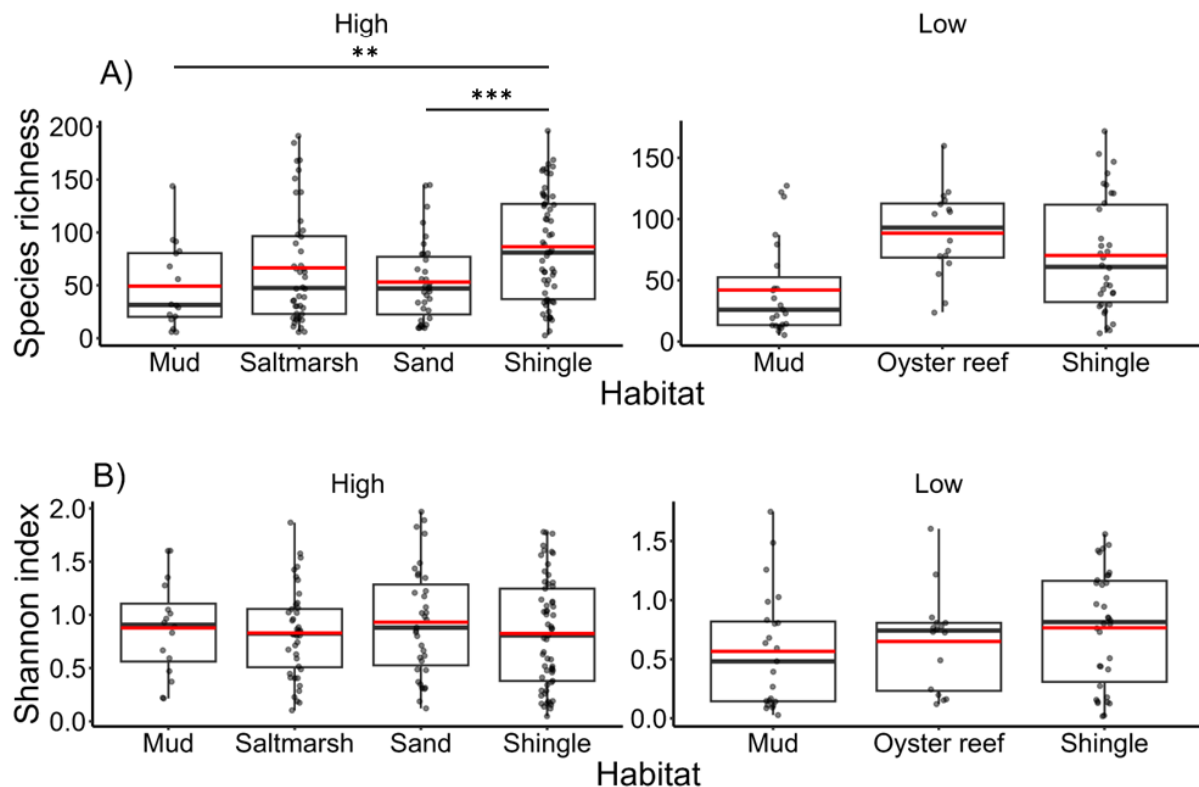 High Low
**
A)
***
Species richness
200
150
100
50
0
150
100
50
0
Mud Saltmarsh Sand Shingle Mud Oyster reef Shingle
Habitat
B)
High Low
Shannon index
2.0
1.5
1.0
0.5
0.0
1.5
1.0
0.5
0.0
Mud Saltmarsh Sand Shingle Mud Oyster reef Shingle
Habitat